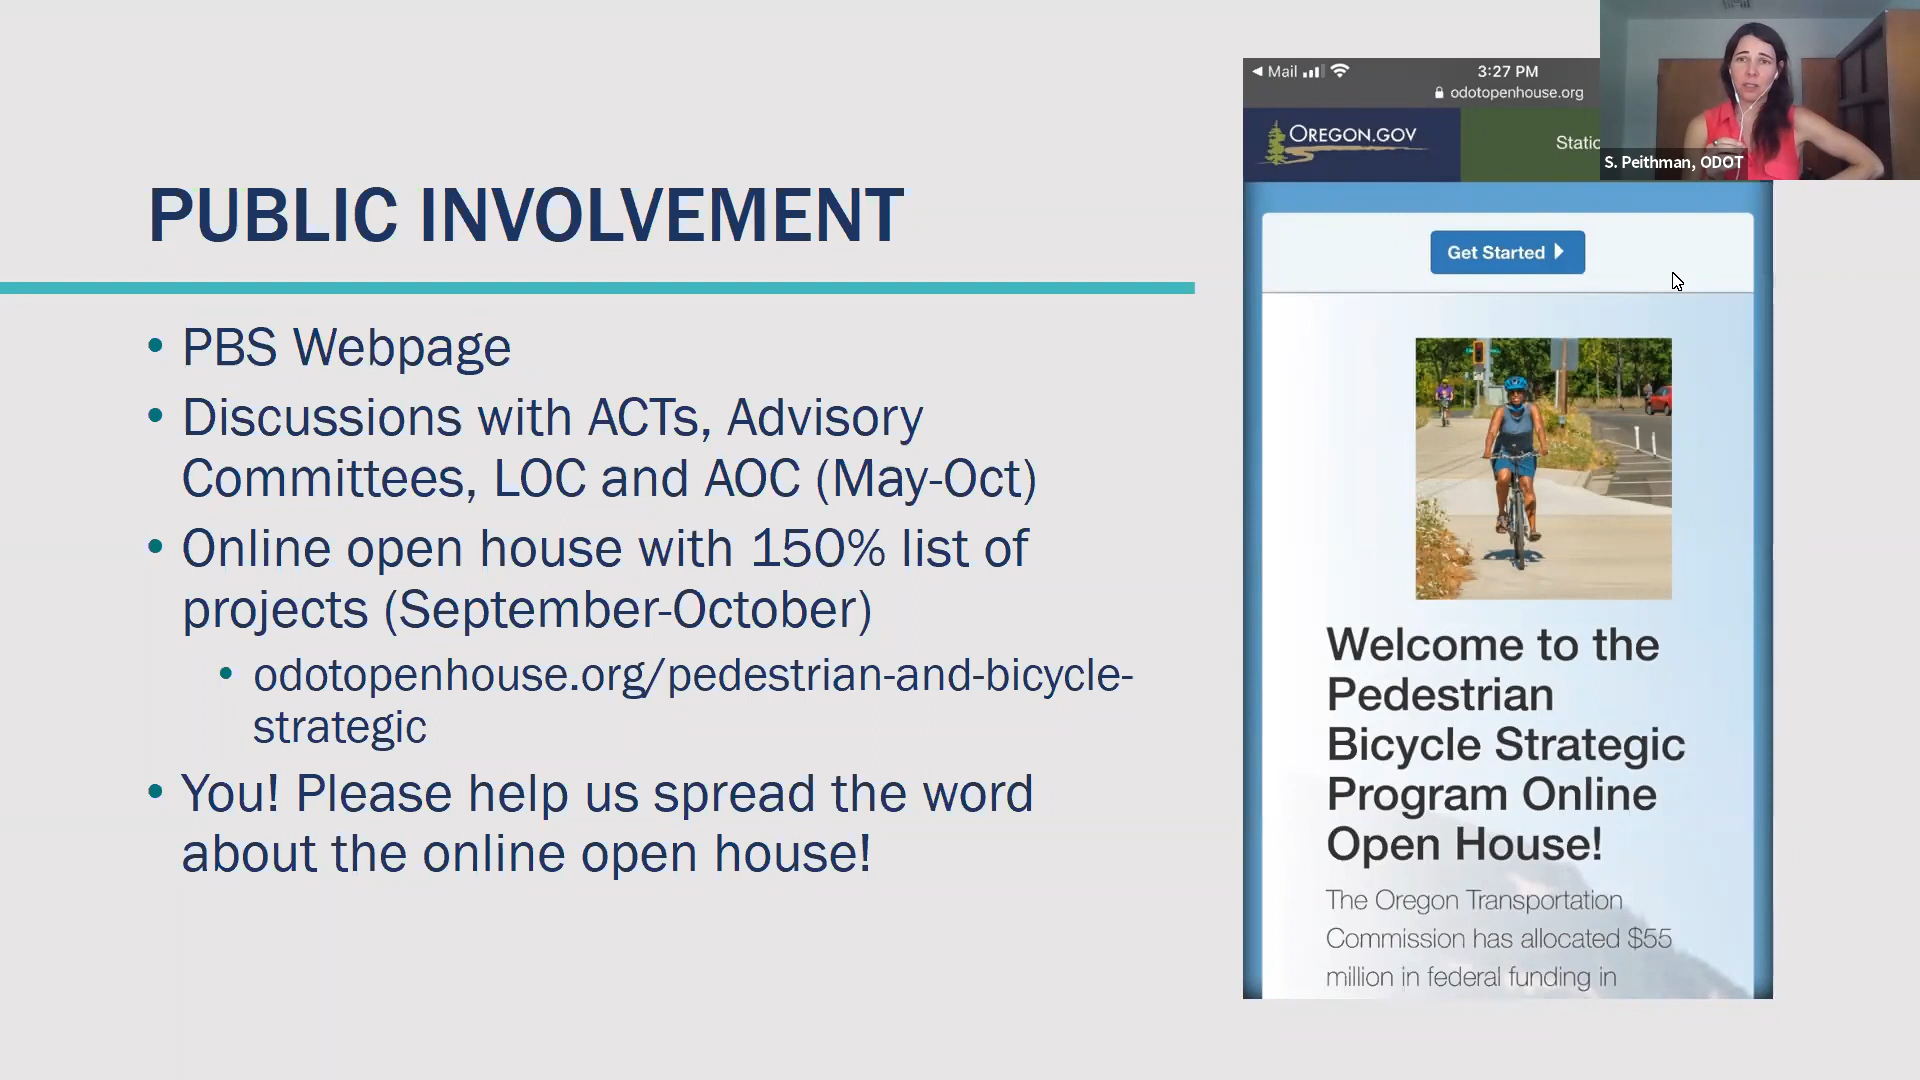 PUBLIC INVOLVEMENT
• PBS Webpage
• Discussions with ACTs, Advisory
Committees, LOC and AOC (May-Oct)
• Online open house with 150% list of
projects (September-October)
• odotopenhouse.org/pedestrian-and-bicycle-
strategic
• You! Please help us spread the word
about the online open house!
Mail
3:27 PM
odotopenhouse.org
OREGON.GOV
Static
S. Peithman, ODOT
Get Started
Welcome to the
Pedestrian
Bicycle Strategic
Program Online
Open House!
The Oregon Transportation
Commission has allocated $55
million in federal funding in